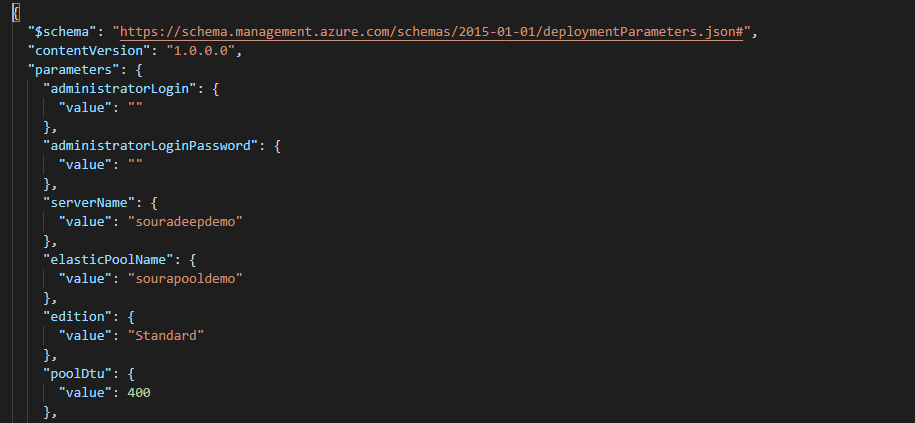 {
"$schema": "https://schema.management.azure.com/schemas/2015-01-01/deploymentParameters.json#",
"contentVersion": "1.0.0.0",
"parameters": {
"administratorLogin": {
"value": ""
},
"administratorLoginPassword": {
"value": ""
},
"serverName": {
"value": "souradeepdemo"
},
"elasticPoolName": {
"value": "sourapooldemo"
},
"edition": {
"value": "Standard"
},
"poolDtu": {
"value": 400
},